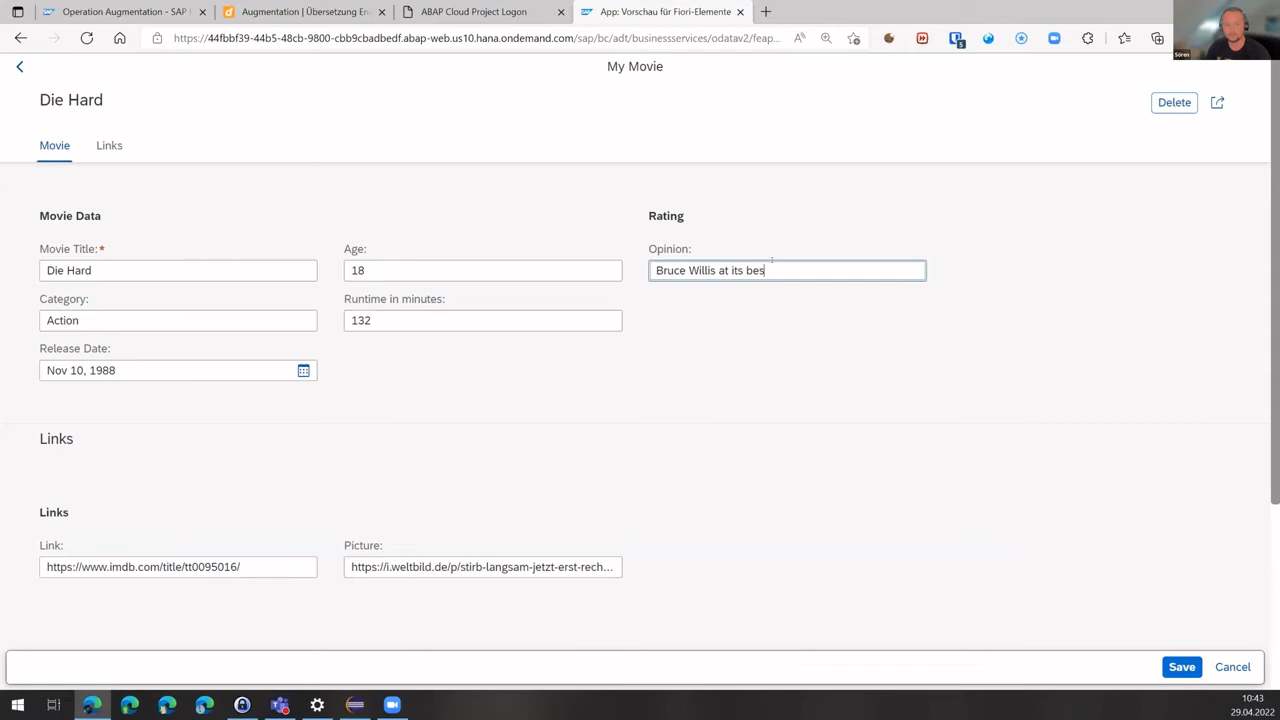 Operation Augmentation - SAP
Augmentation | Übersetzung En
ABAP Cloud Project Logon
App: Vorschau für Fiori-Elemente
https://44fbbf39-44b5-48cb-9800-cbb9cbadbedf.abap-web.us10.hana.ondemand.com/sap/bc/adt/businessservices/odatav2/feap...
5
Sören
My Movie
Die Hard
Delete
Movie
Links
Movie Data
Rating
Movie Title:*
Age:
Opinion:
Die Hard
18
Bruce Willis at its bes
Category:
Runtime in minutes:
Action
132
Release Date:
Nov 10, 1988
Links
Links
Link:
Picture:
https://www.imdb.com/title/tt0095016/
https://i.weltbild.de/p/stirb-langsam-jetzt-erst-rech...
Save
Cancel
10:43
29.04.2022